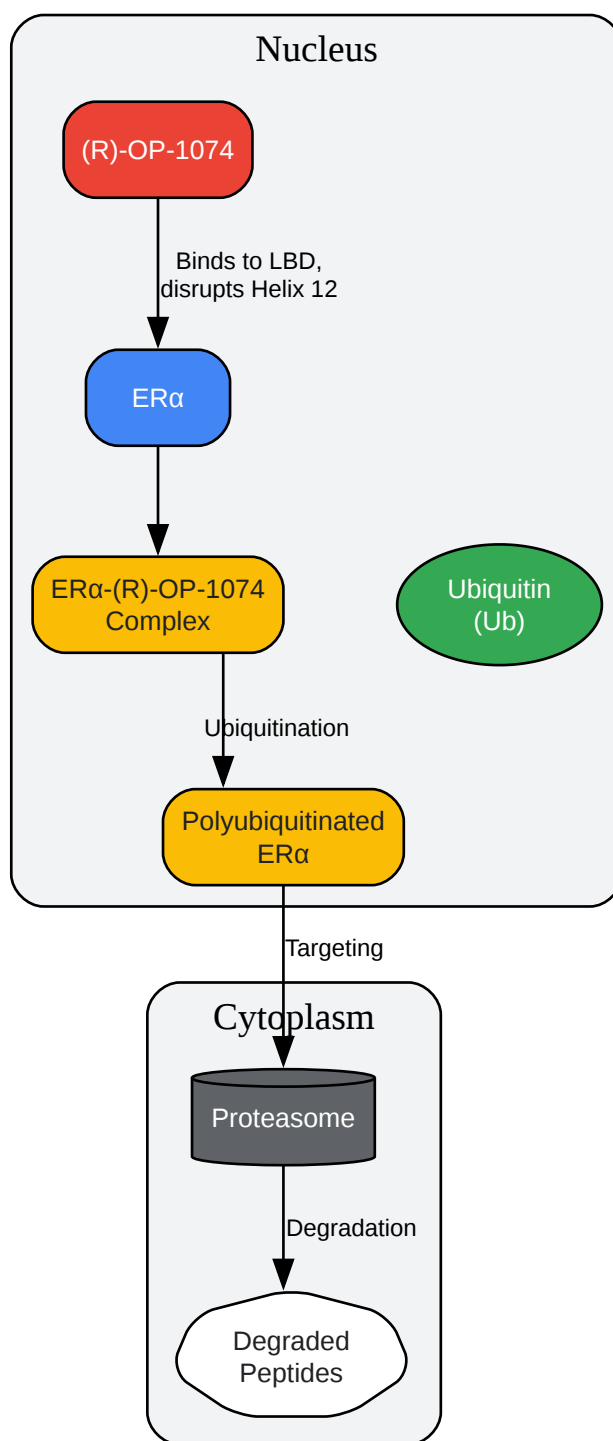 Nucleus
(R)-OP-1074
Binds to LBD,
disrupts Helix 12
ERα
ERα-(R)-OP-1074
Complex
Ubiquitin
(Ub)
Ubiquitination
Polyubiquitinated
ERα
Targeting
Cytoplasm
Proteasome
Degradation
Degraded
Peptides